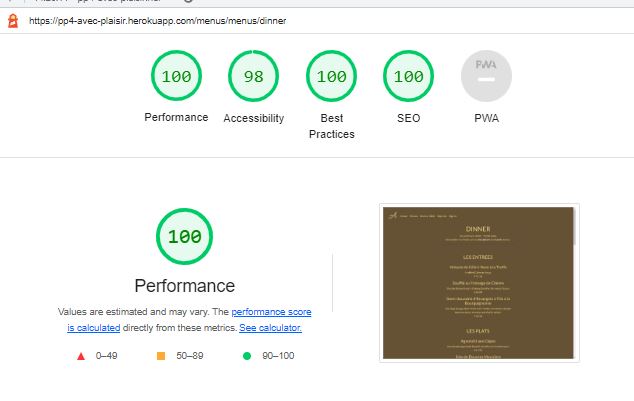 https://pp4-avec-plaisir.herokuapp.com/menus/menus/dinner
100 98 100 100 PWA
Performance Accessibility Best Practices SEO PWA
100
Performance
Values are estimated and may vary. The performance score
is calculated directly from these metrics. See calculator.
0–49 50–89 90–100
DINNER
LES ENTREES
LES PLATS